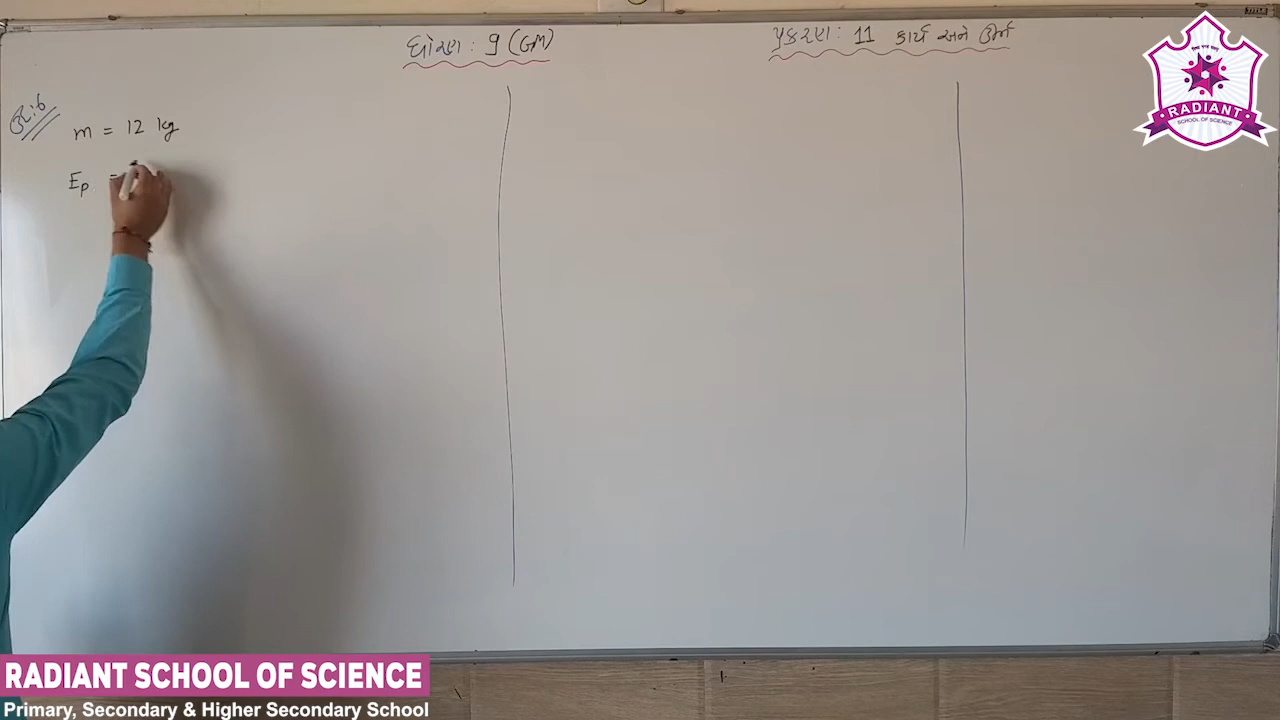 ધોરણ : 9 (GM)
પ્રકરણ : 11 કાર્ય અને ઊર્જા
ઉદા:6
m = 12 kg
Ep =
RADIANT
SCHOOL OF SCIENCE
RADIANT SCHOOL OF SCIENCE
Primary, Secondary & Higher Secondary School